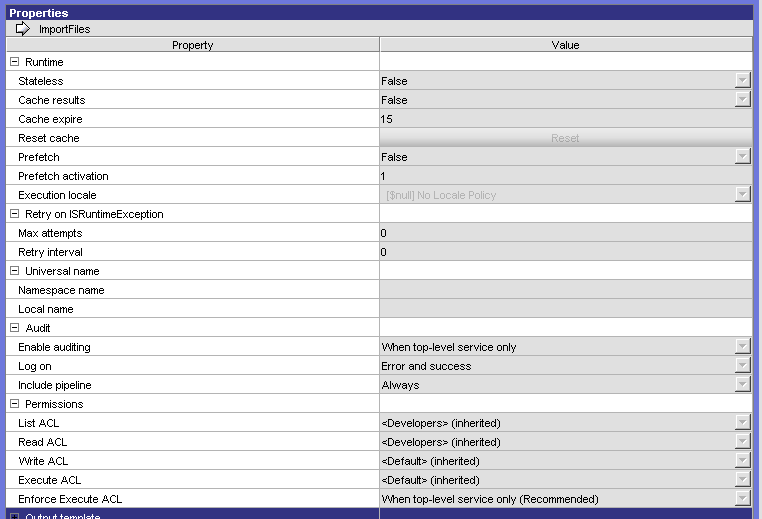 Properties
ImportFiles
Property Value
Runtime
Stateless False
Cache results False
Cache expire 15
Reset cache Reset
Prefetch False
Prefetch activation 1
Execution locale [$null] No Locale Policy
Retry on ISRuntimeException
Max attempts 0
Retry interval 0
Universal name
Namespace name
Local name
Audit
Enable auditing When top-level service only
Log on Error and success
Include pipeline Always
Permissions
List ACL <Developers> (inherited)
Read ACL <Developers> (inherited)
Write ACL <Default> (inherited)
Execute ACL <Default> (inherited)
Enforce Execute ACL When top-level service only (Recommended)
Output template